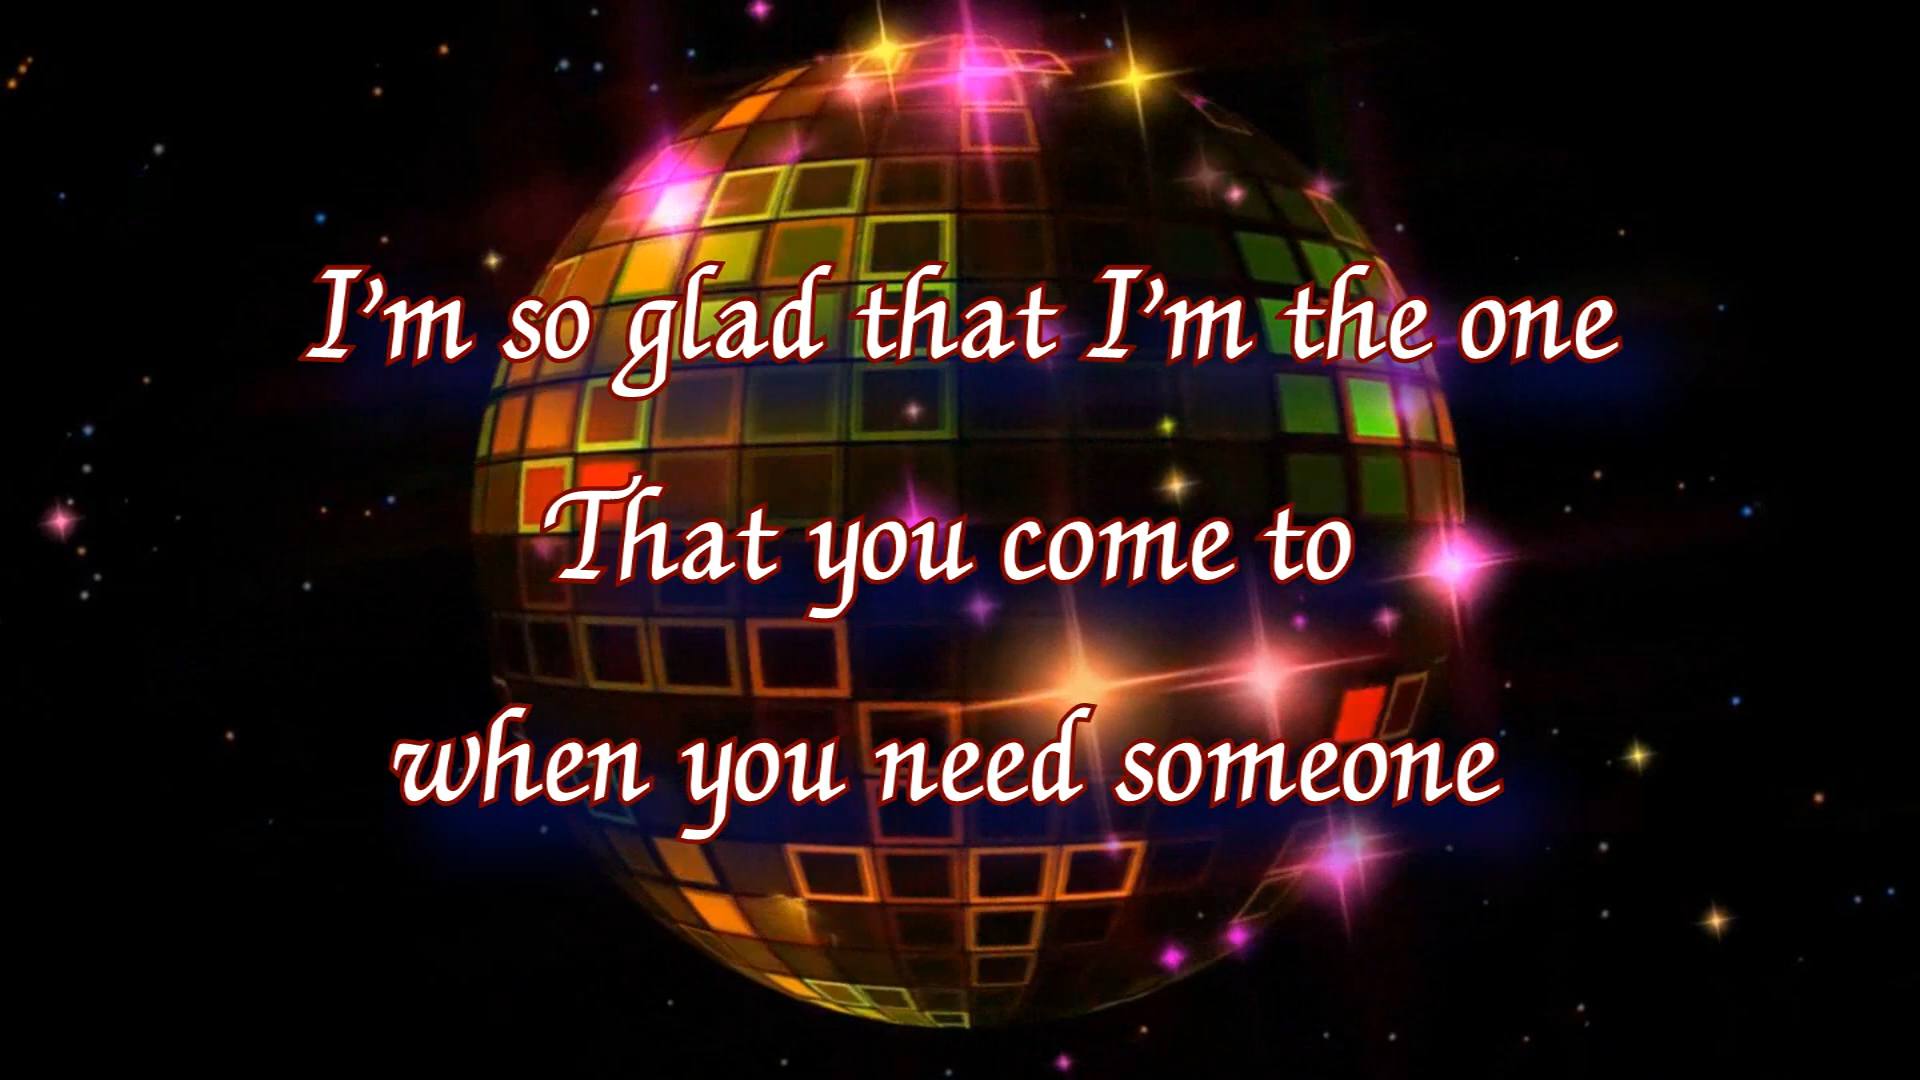 I'm so glad that I'm the one
That you come to
when you need someone